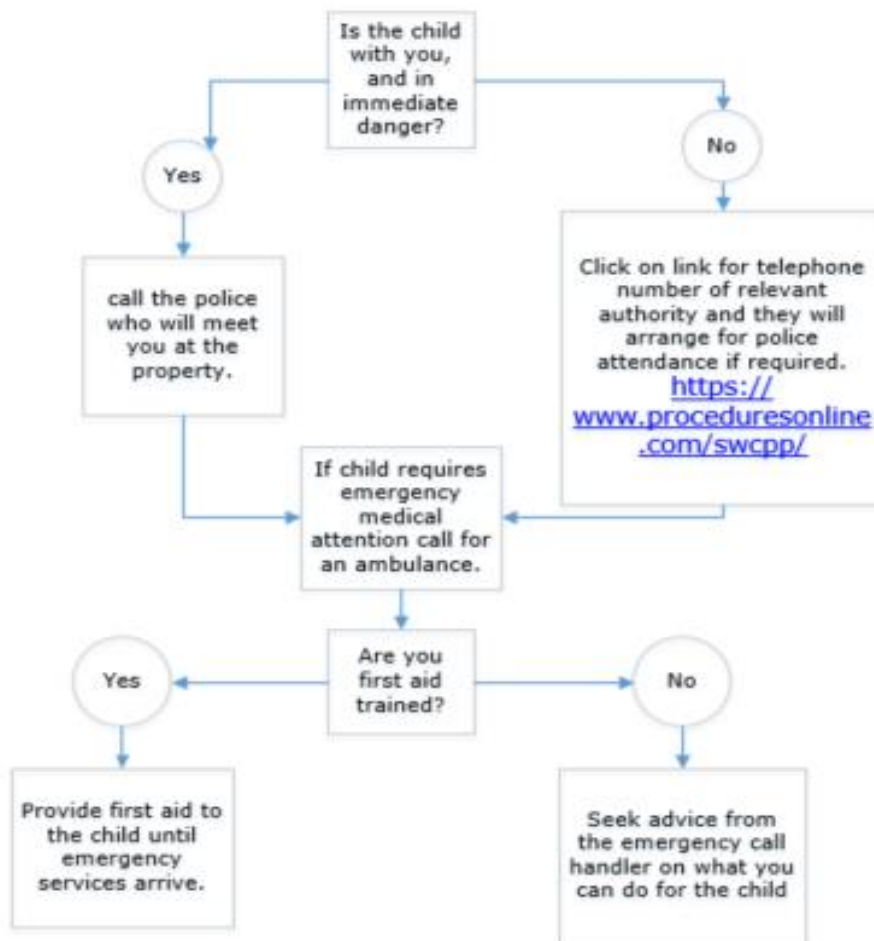 Is the child
with you,
and in
immediate
danger?
Yes
No
call the police
who will meet
you at the
property.
Click on link for telephone
number of relevant
authority and they will
arrange for police
attendance if required.
https://
www.proceduresonline
.com/swcpp/
If child requires
emergency
medical
attention call for
an ambulance.
Are you
first aid
trained?
Yes
No
Provide first aid to
the child until
emergency
services arrive.
Seek advice from
the emergency call
handler on what you
can do for the child